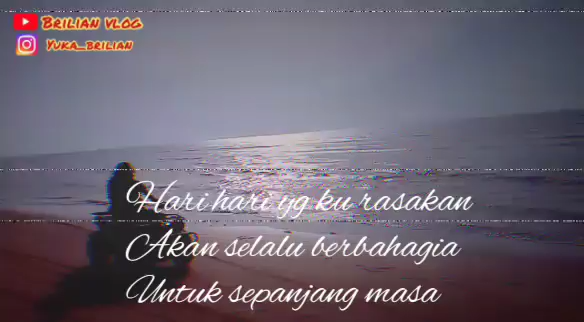 Brilian vlog
Yuka_brilian
Hari hari yg ku rasakan
Akan selalu berbahagia
Untuk sepanjang masa